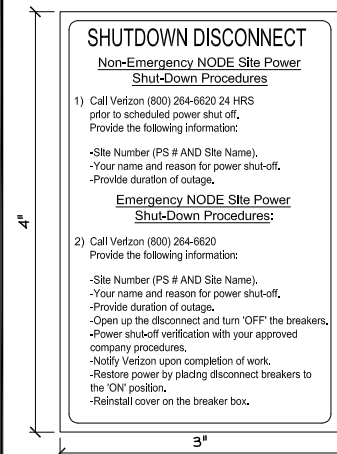 SHUTDOWN DISCONNECT
Non-Emergency NODE Site Power
Shut-Down Procedures
1) Call Verizon (800) 264-6620 24 HRS
prior to scheduled power shut off.
Provide the following information:
-Site Number (PS # AND Site Name).
-Your name and reason for power shut-off.
-Provide duration of outage.
Emergency NODE Site Power
Shut-Down Procedures:
2) Call Verizon (800) 264-6620
Provide the following information:
-Site Number (PS # AND Site Name).
-Your name and reason for power shut-off.
-Provide duration of outage.
-Open up the disconnect and turn 'OFF' the breakers.
-Power shut-off verification with your approved
company procedures.
-Notify Verizon upon completion of work.
-Restore power by placing disconnect breakers to
the 'ON' position.
-Reinstall cover on the breaker box.
4"
3"